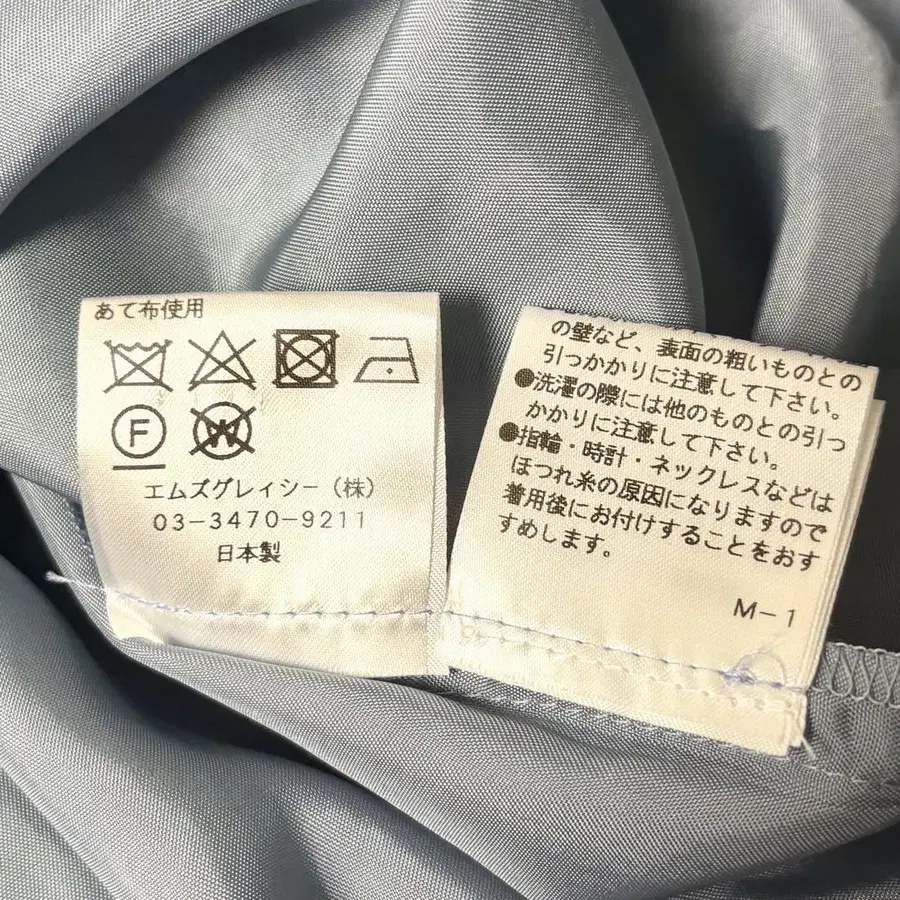 あて布使用
F
W
エムズグレイシー(株)
03-3470-9211
日本製
の壁など、表面の粗いものとの
引つかかりに注意して下さい。
●洗濯の際には他のものとの引っ
かかりに注意して下さい。
●指輪・時計・ネックレスなどは
ほつれ糸の原因になりますので
着用後にお付けすることをおす
すめします。
M-1